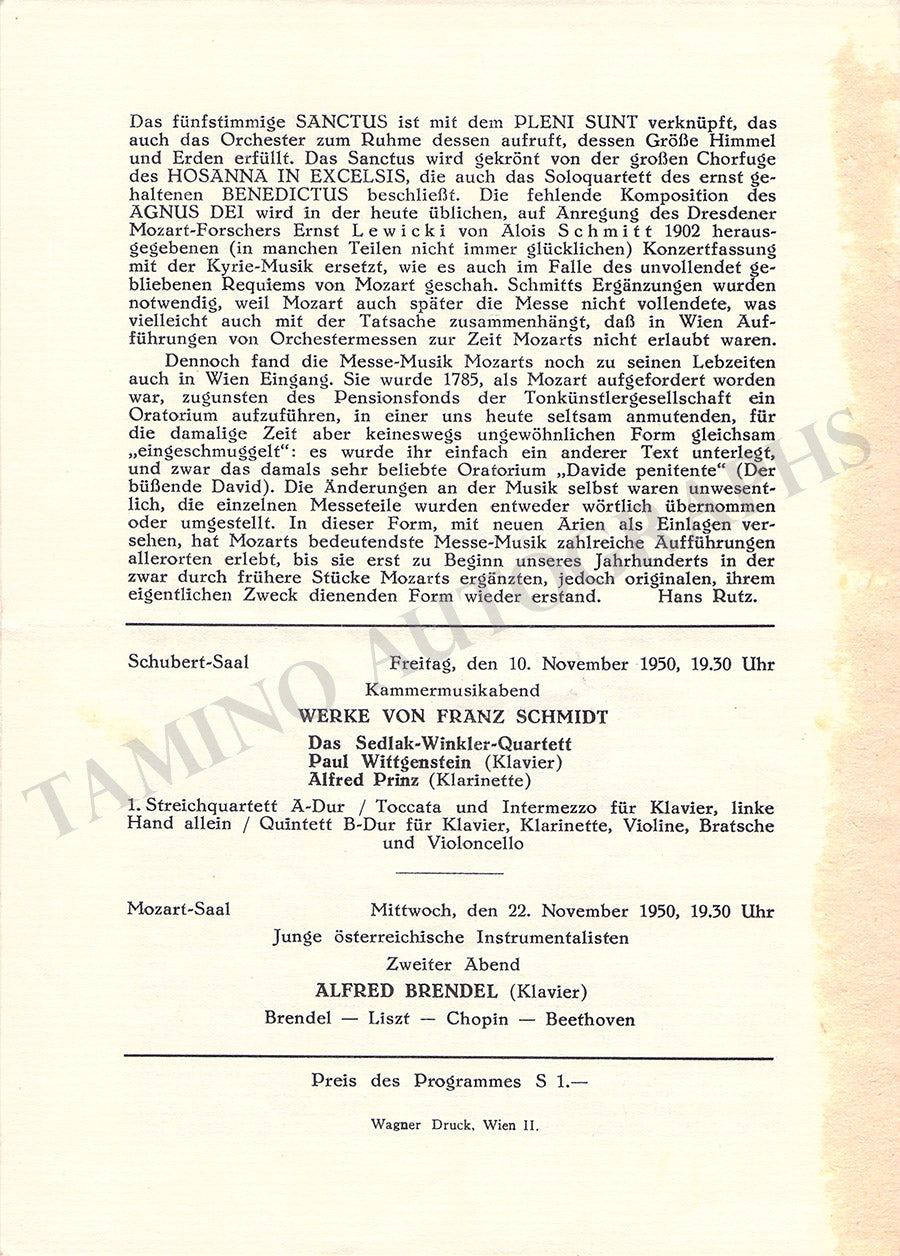 Das fünfstimmige SANCTUS ist mit dem PLENI SUNT verknüpft, das
auch das Orchester zum Ruhme dessen aufruft, dessen Größe Himmel
und Erden erfüllt. Das Sanctus wird gekrönt von der großen Chorfuge
des HOSANNA IN EXCELSIS, die auch das Soloquartett des ernst ge-
haltenen BENEDICTUS beschließt. Die fehlende Komposition des
AGNUS DEI wird in der heute üblichen, auf Anregung des Dresdener
Mozart-Forschers Ernst Lewicki von Alois Schmitt 1902 heraus-
gegebenen (in manchen Teilen nicht immer glücklichen) Konzertfassung
mit der Kyrie-Musik ersetzt, wie es auch im Falle des unvollendet ge-
bliebenen Requiems von Mozart geschah. Schmitts Ergänzungen wurden
notwendig, weil Mozart auch später die Messe nicht vollendete, was
vielleicht auch mit der Tatsache zusammenhängt, daß in Wien Auf-
führungen von Orchestermessen zur Zeit Mozarts nicht erlaubt waren.
Dennoch fand die Messe-Musik Mozarts noch zu seinen Lebzeiten
auch in Wien Eingang. Sie wurde 1785, als Mozart aufgefordert worden
war, zugunsten des Pensionsfonds der Tonkünstlergesellschaft ein
Oratorium aufzuführen, in einer uns heute seltsam anmutenden, für
die damalige Zeit aber keineswegs ungewöhnlichen Form gleichsam
„eingeschmuggelt“: es wurde ihr einfach ein anderer Text unterlegt,
und zwar das damals sehr beliebte Oratorium „Davide penitente“ (Der
büßende David). Die Änderungen an der Musik selbst waren unwesent-
lich, die einzelnen Messeteile wurden entweder wörtlich übernommen
oder umgestellt. In dieser Form, mit neuen Arien als Einlagen ver-
sehen, hat Mozarts bedeutendste Messe-Musik zahlreiche Aufführungen
allerorten erlebt, bis sie erst zu Beginn unseres Jahrhunderts in der
zwar durch frühere Stücke Mozarts ergänzten, jedoch originalen, ihrem
eigentlichen Zweck dienenden Form wieder erstand. Hans Rutz.
Schubert-Saal Freitag, den 10. November 1950, 19.30 Uhr
Kammermusikabend
WERKE VON FRANZ SCHMIDT
Das Sedlak-Winkler-Quartett
Paul Wittgenstein (Klavier)
Alfred Prinz (Klarinette)
1. Streichquartett A-Dur / Toccata und Intermezzo für Klavier, linke
Hand allein / Quintett B-Dur für Klavier, Klarinette, Violine, Bratsche
und Violoncello
Mozart-Saal Mittwoch, den 22. November 1950, 19.30 Uhr
Junge österreichische Instrumentalisten
Zweiter Abend
ALFRED BRENDEL (Klavier)
Brendel — Liszt — Chopin — Beethoven
Preis des Programmes S 1.—
Wagner Druck, Wien II.
TAMINO AUTOGRAPHS